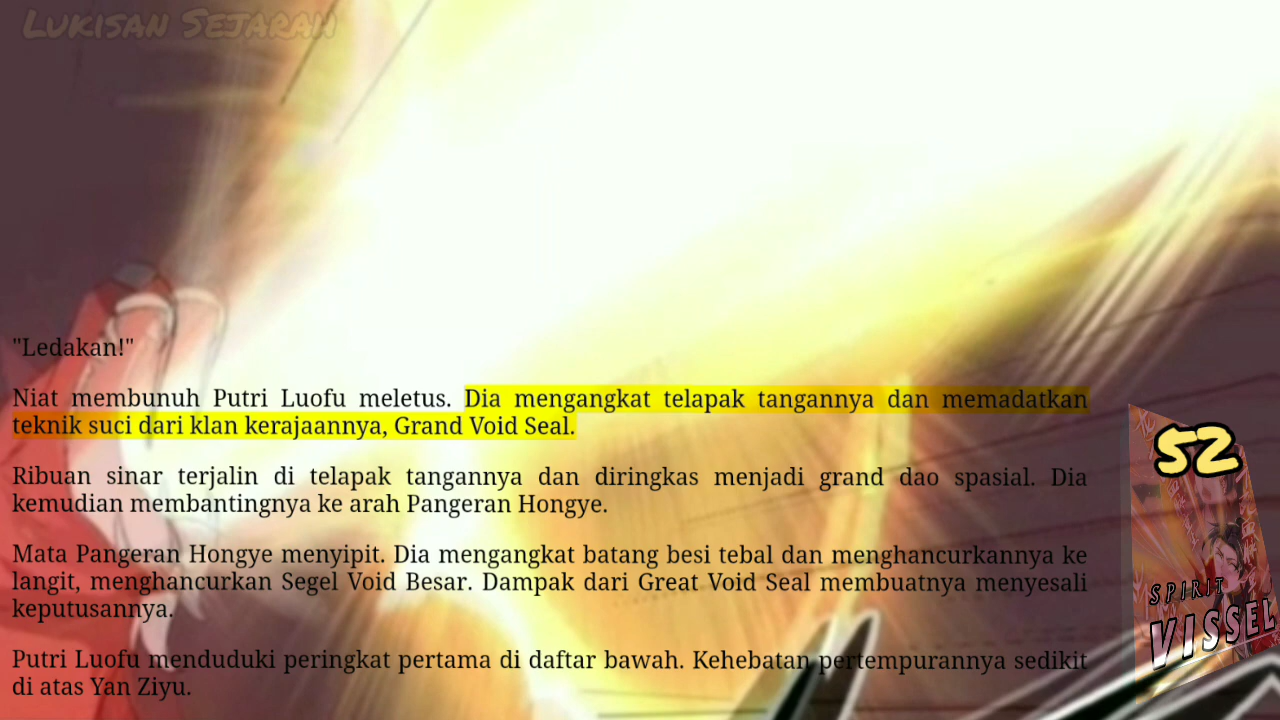 Lukisan Sejarah
"Ledakan!"
Niat membunuh Putri Luofu meletus. Dia mengangkat telapak tangannya dan memadatkan
teknik suci dari klan kerajaannya, Grand Void Seal.
Ribuan sinar terjalin di telapak tangannya dan diringkas menjadi grand dao spasial. Dia
kemudian membantingnya ke arah Pangeran Hongye.
Mata Pangeran Hongye menyipit. Dia mengangkat batang besi tebal dan menghancurkannya ke
langit, menghancurkan Segel Void Besar. Dampak dari Great Void Seal membuatnya menyesali
keputusannya.
Putri Luofu menduduki peringkat pertama di daftar bawah. Kehebatan pertempurannya sedikit
di atas Yan Ziyu.
52
SPIRIT
VISSEL